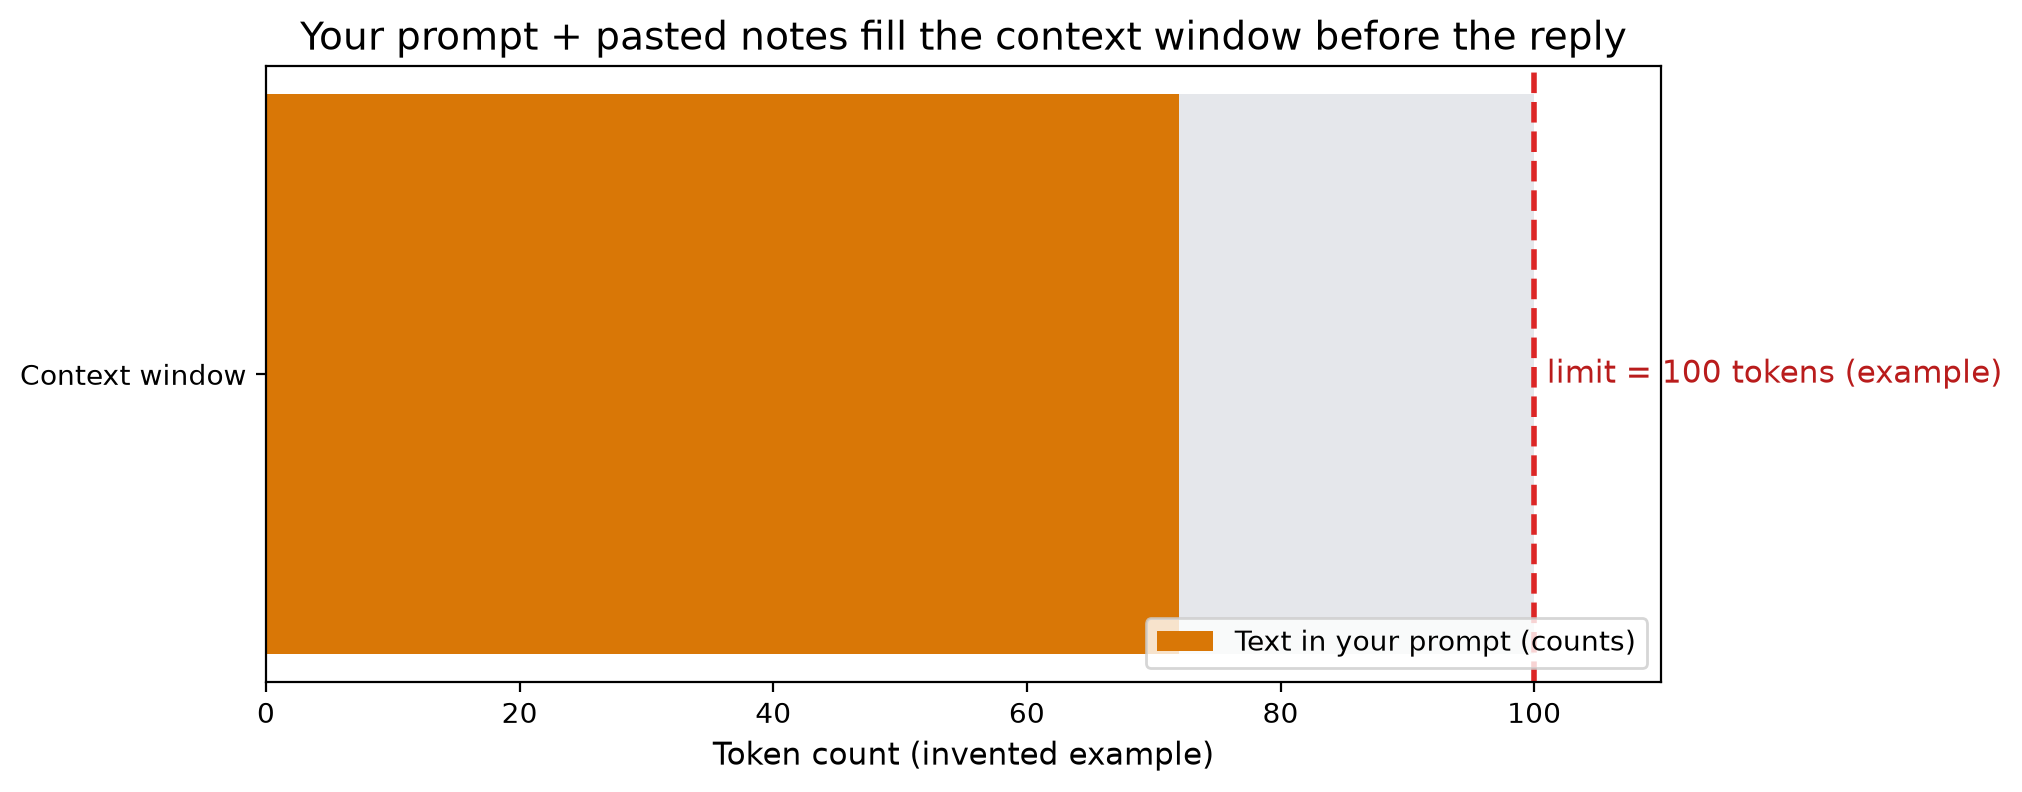 Your prompt + pasted notes fill the context window before the reply
Context window
limit = 100 tokens (example)
Text in your prompt (counts)
0 20 40 60 80 100
Token count (invented example)